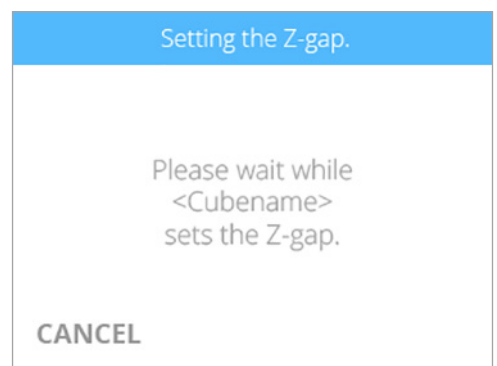 Setting the Z-gap.
Please wait while
<Cubename>
sets the Z-gap.
CANCEL